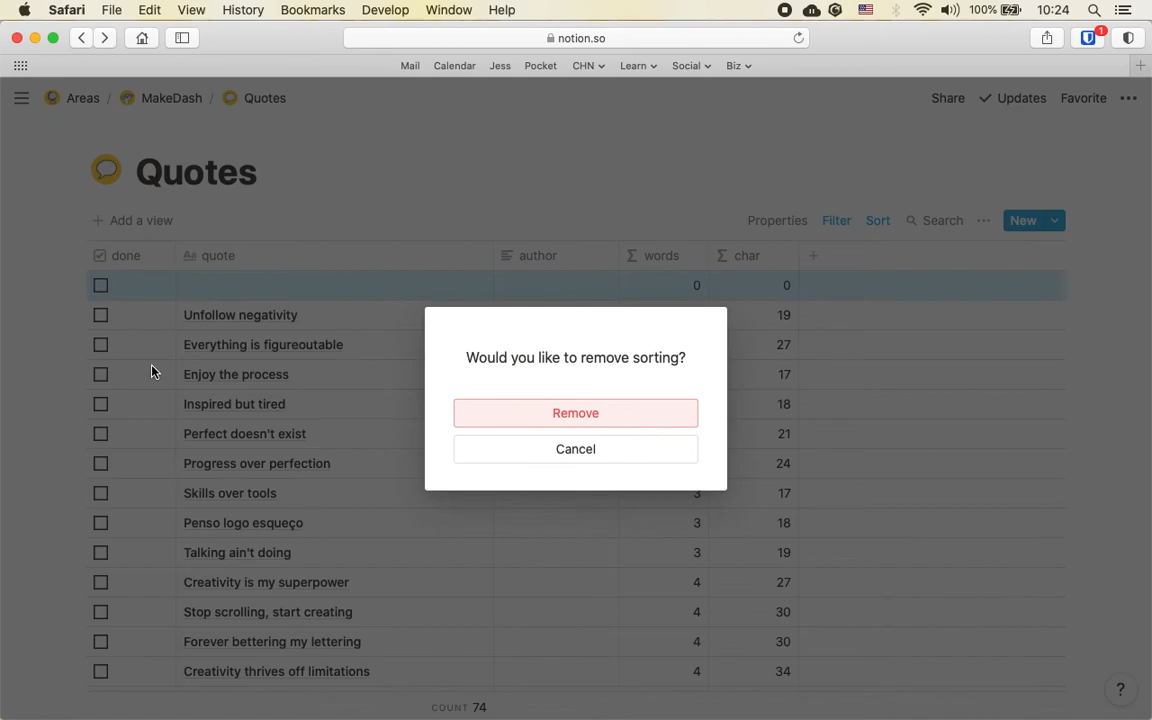 Safari File Edit View History Bookmarks Develop Window Help 100% 10:24
notion.so 1
Mail Calendar Jess Pocket CHN Learn Social Biz
Areas / MakeDash / Quotes Share Updates Favorite
Quotes
Add a view Properties Filter Sort Search New
done Aa quote author Σ words Σ char
0 0
Unfollow negativity 19
Everything is figureoutable 27
Enjoy the process 17
Inspired but tired 18
Perfect doesn't exist 21
Progress over perfection 24
Skills over tools 3 17
Penso logo esqueço 3 18
Talking ain't doing 3 19
Creativity is my superpower 4 27
Stop scrolling, start creating 4 30
Forever bettering my lettering 4 30
Creativity thrives off limitations 4 34
COUNT 74
?
Would you like to remove sorting?
Remove
Cancel